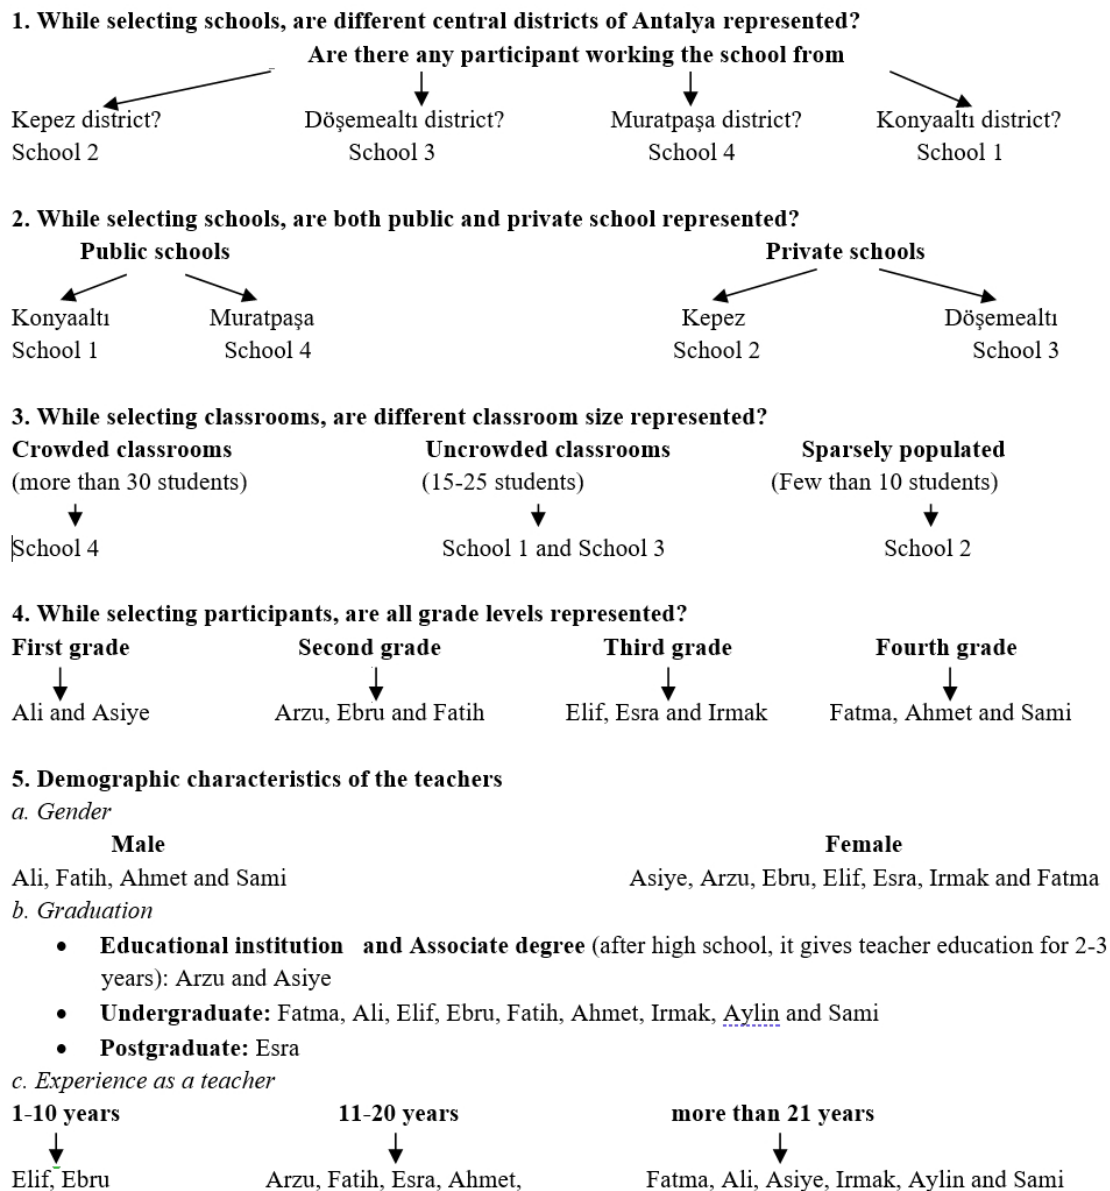 1. While selecting schools, are different central districts of Antalya represented?
Are there any participant working the school from
Kepez district? Döşemealtı district? Muratpaşa district? Konyaaltı district?
School 2 School 3 School 4 School 1
2. While selecting schools, are both public and private school represented?
Public schools Private schools
Konyaaltı Muratpaşa Kepez Döşemealtı
School 1 School 4 School 2 School 3
3. While selecting classrooms, are different classroom size represented?
Crowded classrooms Uncrowded classrooms Sparsely populated
(more than 30 students) (15-25 students) (Few than 10 students)
School 4 School 1 and School 3 School 2
4. While selecting participants, are all grade levels represented?
First grade Second grade Third grade Fourth grade
Ali and Asiye Arzu, Ebru and Fatih Elif, Esra and Irmak Fatma, Ahmet and Sami
5. Demographic characteristics of the teachers
a. Gender
Male Female
Ali, Fatih, Ahmet and Sami Asiye, Arzu, Ebru, Elif, Esra, Irmak and Fatma
b. Graduation
• Educational institution and Associate degree (after high school, it gives teacher education for 2-3
years): Arzu and Asiye
• Undergraduate: Fatma, Ali, Elif, Ebru, Fatih, Ahmet, Irmak, Aylin and Sami
• Postgraduate: Esra
c. Experience as a teacher
1-10 years 11-20 years more than 21 years
Elif, Ebru Arzu, Fatih, Esra, Ahmet, Fatma, Ali, Asiye, Irmak, Aylin and Sami